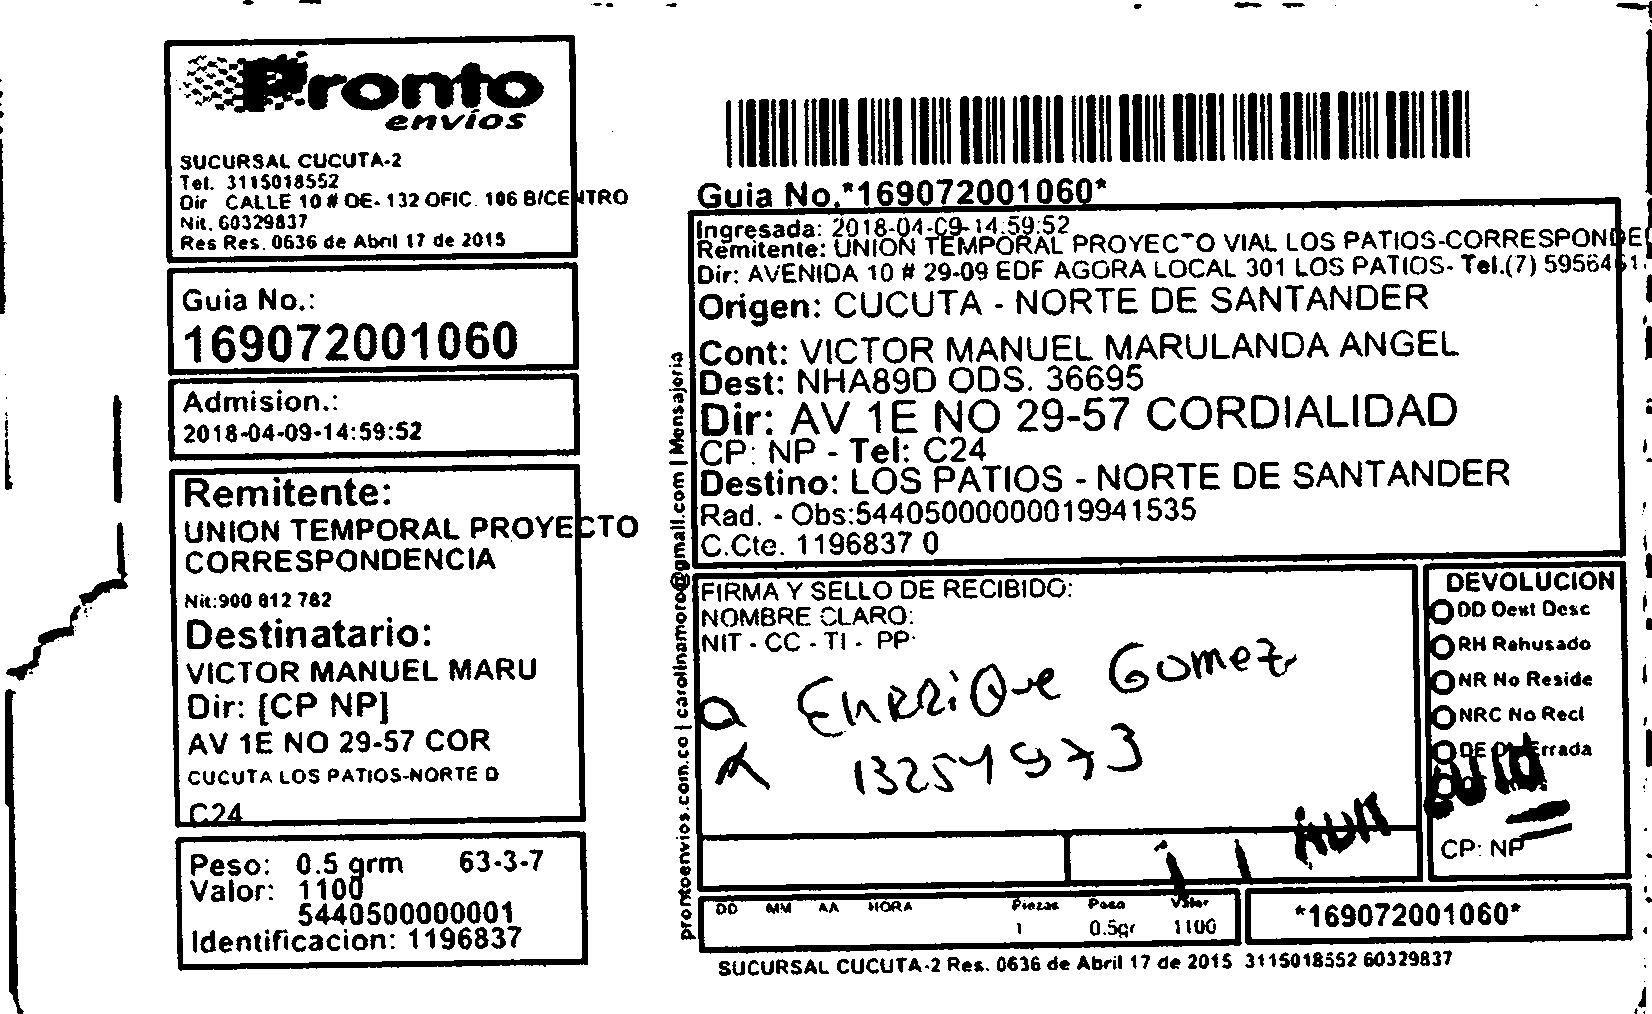 Pronto
envíos
SUCURSAL CUCUTA-2
Tel. 3115018552
Dir CALLE 10 # OE- 132 OFIC. 106 B/CENTRO
Nit. 60329837
Res Res. 0636 de Abril 17 de 2015
Guia No.:
169072001060
Admision.:
2018-04-09-14:59:52
Remitente:
UNION TEMPORAL PROYECTO
CORRESPONDENCIA
Nit:900 812 782
Destinatario:
VICTOR MANUEL MARU
Dir: [CP NP]
AV 1E NO 29-57 COR
CUCUTA LOS PATIOS-NORTE D
C24
Peso: 0.5 grm 63-3-7
Valor: 1100
5440500000001
Identificacion: 1196837
prontoenvios.com.co | carolinamoro@gmail.com | Mensajeria
Guia No.*169072001060*
Ingresada: 2018-04-09-14:59:52
Remitente: UNION TEMPORAL PROYECTO VIAL LOS PATIOS-CORRESPONDE
Dir: AVENIDA 10 # 29-09 EDF AGORA LOCAL 301 LOS PATIOS- Tel.(7) 5956461
Origen: CUCUTA - NORTE DE SANTANDER
Cont: VICTOR MANUEL MARULANDA ANGEL
Dest: NHA89D ODS. 36695
Dir: AV 1E NO 29-57 CORDIALIDAD
CP: NP - Tel: C24
Destino: LOS PATIOS - NORTE DE SANTANDER
Rad. - Obs:54405000000019941535
C.Cte. 1196837 0
FIRMA Y SELLO DE RECIBIDO:
NOMBRE CLARO:
NIT - CC - TI - PP:
Enrrique Gomez
13254973
DEVOLUCION
DD Dest Desc
RH Rehusado
NR No Reside
NRC No Recl
DE
CP: NP
DD MM AA HORA Piezas Peso Valor
1 0.5gr 1100
*169072001060*
SUCURSAL CUCUTA-2 Res. 0636 de Abril 17 de 2015 3115018552 60329837